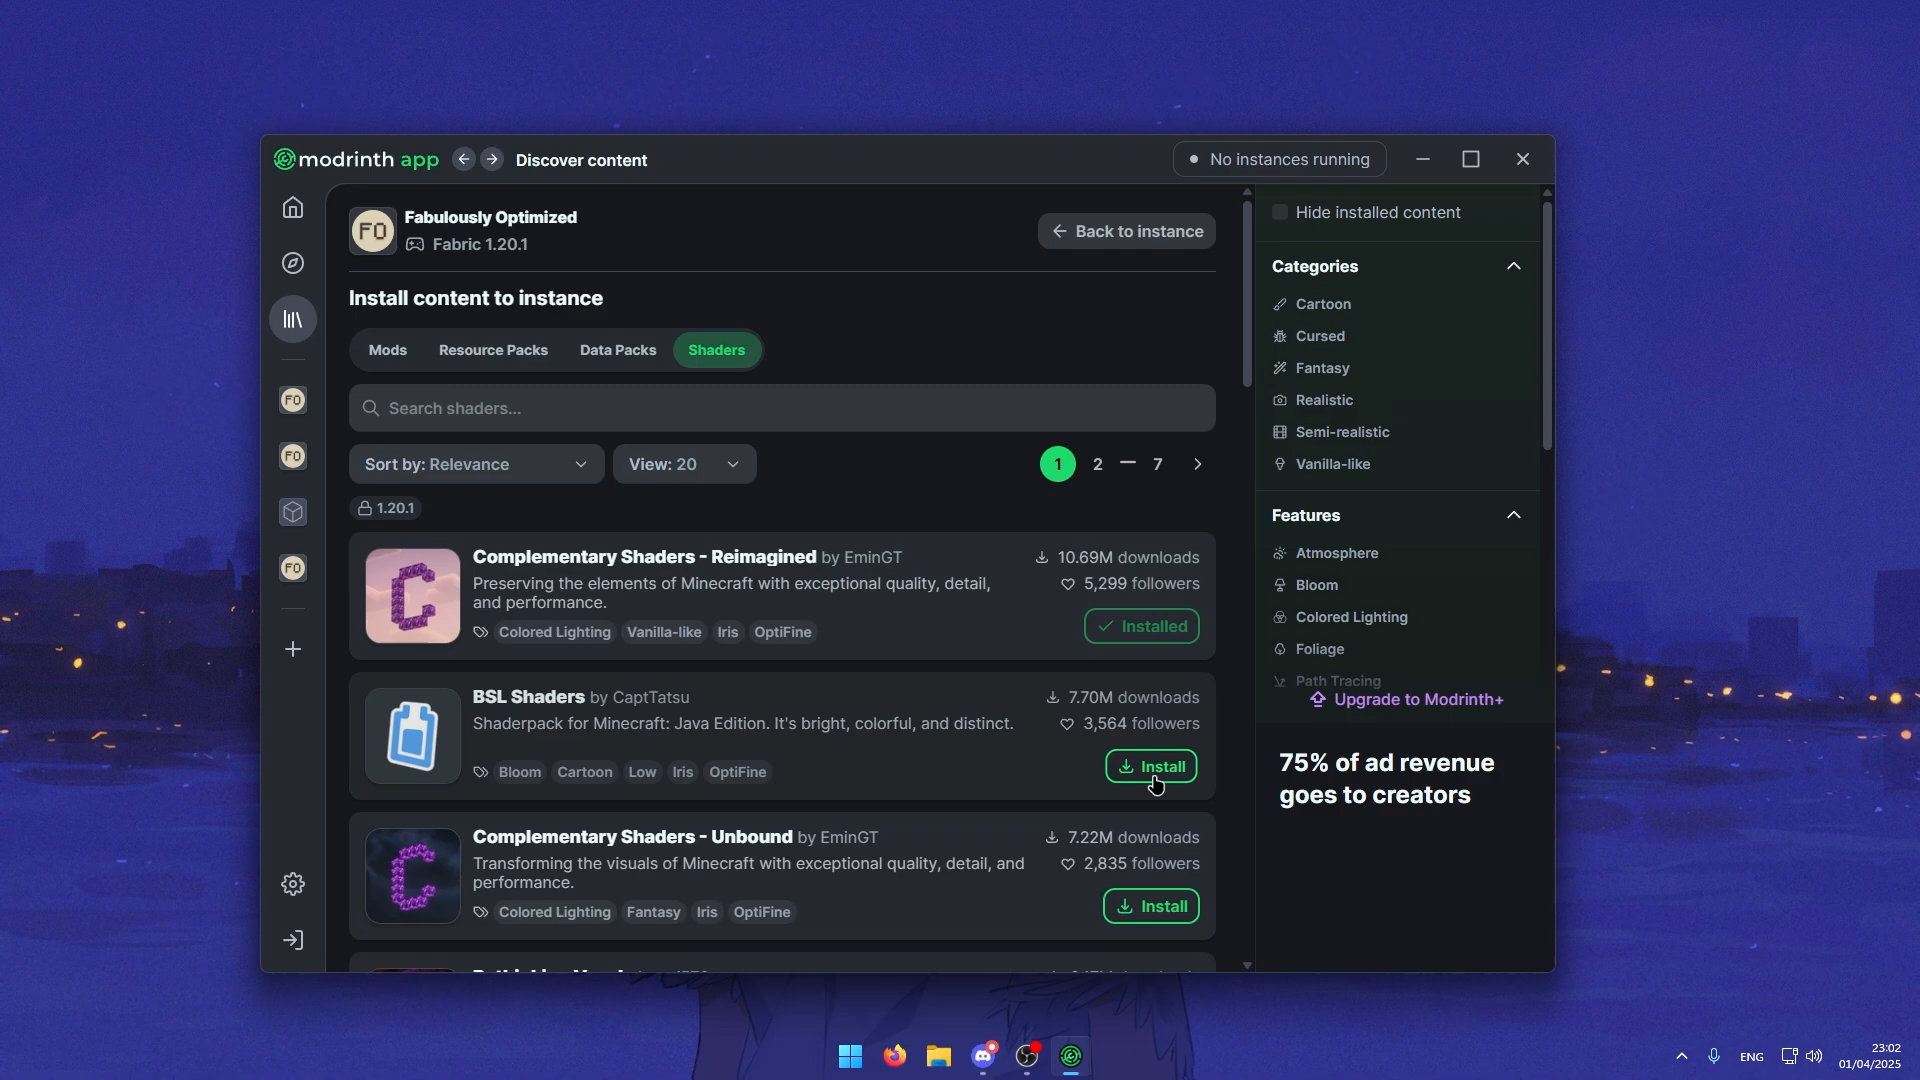 modrinth app
Discover content
No instances running
FO
Fabulously Optimized
Fabric 1.20.1
Back to instance
Install content to instance
Mods
Resource Packs
Data Packs
Shaders
Search shaders...
Sort by: Relevance
View: 20
1
2
7
1.20.1
Complementary Shaders - Reimagined by EminGT
10.69M downloads
Preserving the elements of Minecraft with exceptional quality, detail,
and performance.
5,299 followers
Colored Lighting
Vanilla-like
Iris
OptiFine
Installed
BSL Shaders by CaptTatsu
7.70M downloads
Shaderpack for Minecraft: Java Edition. It's bright, colorful, and distinct.
3,564 followers
Bloom
Cartoon
Low
Iris
OptiFine
Install
Complementary Shaders - Unbound by EminGT
7.22M downloads
Transforming the visuals of Minecraft with exceptional quality, detail, and
performance.
2,835 followers
Colored Lighting
Fantasy
Iris
OptiFine
Install
Hide installed content
Categories
Cartoon
Cursed
Fantasy
Realistic
Semi-realistic
Vanilla-like
Features
Atmosphere
Bloom
Colored Lighting
Foliage
Path Tracing
Upgrade to Modrinth+
75% of ad revenue
goes to creators
FO
FO
FO
ENG
23:02
01/04/2025